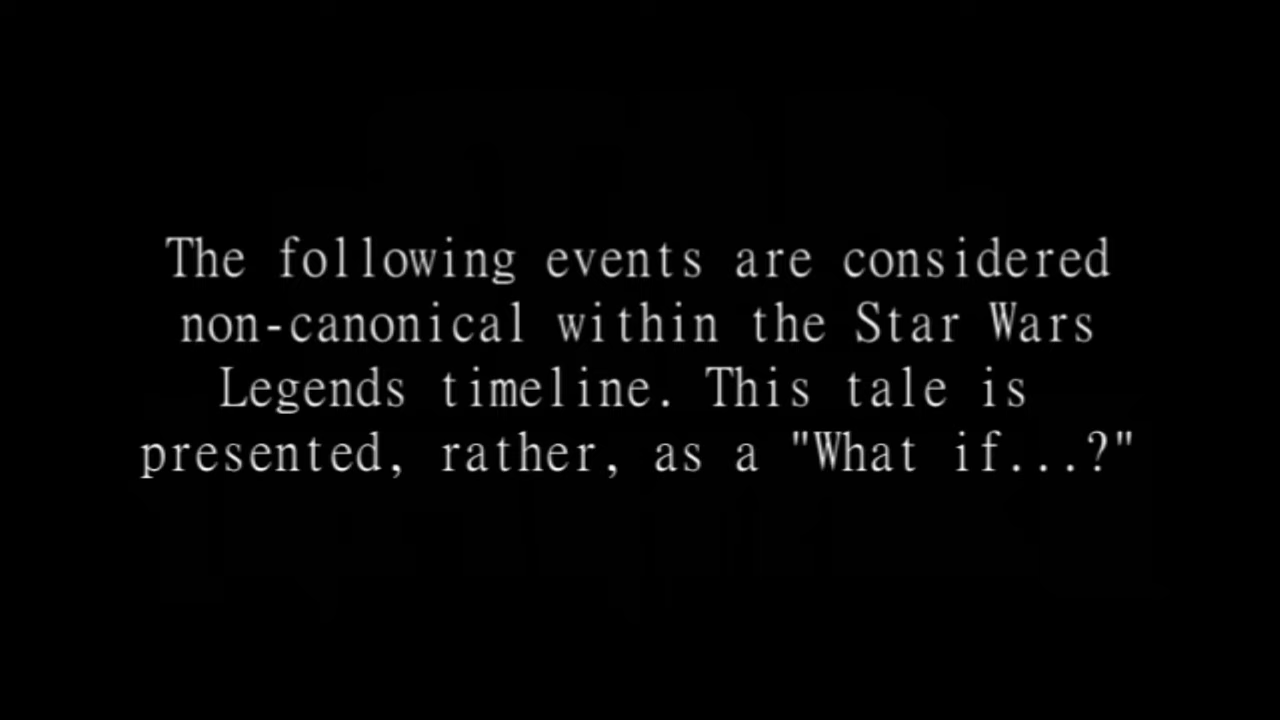 The following events are considered
non-canonical within the Star Wars
Legends timeline. This tale is
presented, rather, as a "What if...?"